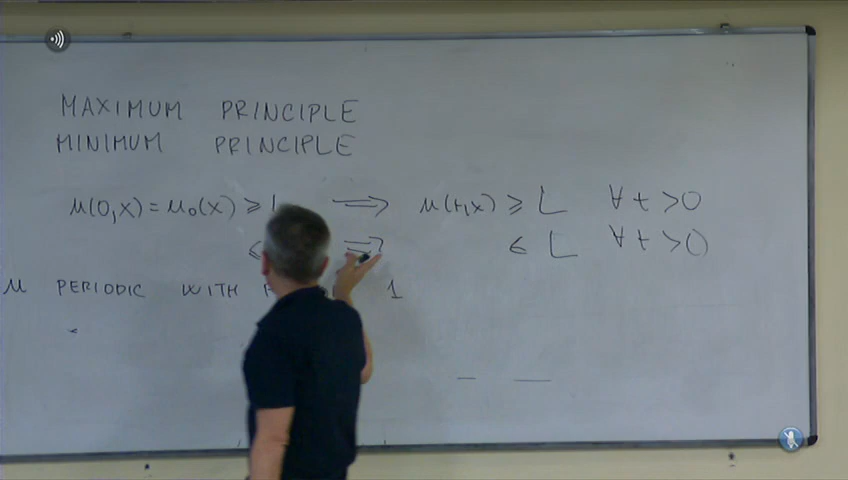 MAXIMUM PRINCIPLE
MINIMUM PRINCIPLE
u(0,x) = u₀(x) ≥ ⟹ u(t,x) ≥ L ∀ t > 0
≤ ⟹ ≤ L ∀ t > 0
u PERIODIC WITH 1